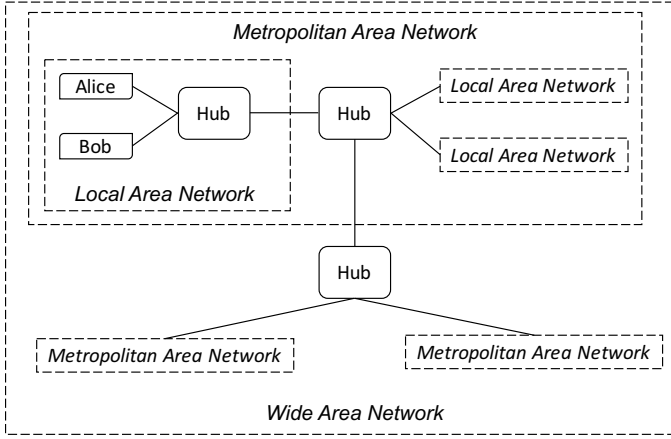 Metropolitan Area Network
Alice
Hub
Hub
Local Area Network
Bob
Local Area Network
Local Area Network
Hub
Metropolitan Area Network
Metropolitan Area Network
Wide Area Network